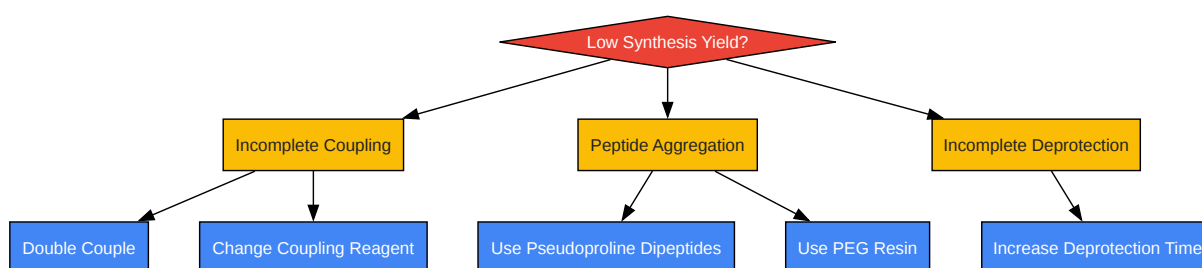 Low Synthesis Yield?
Incomplete Coupling
Peptide Aggregation
Incomplete Deprotection
Double Couple
Change Coupling Reagent
Use Pseudoproline Dipeptides
Use PEG Resin
Increase Deprotection Time